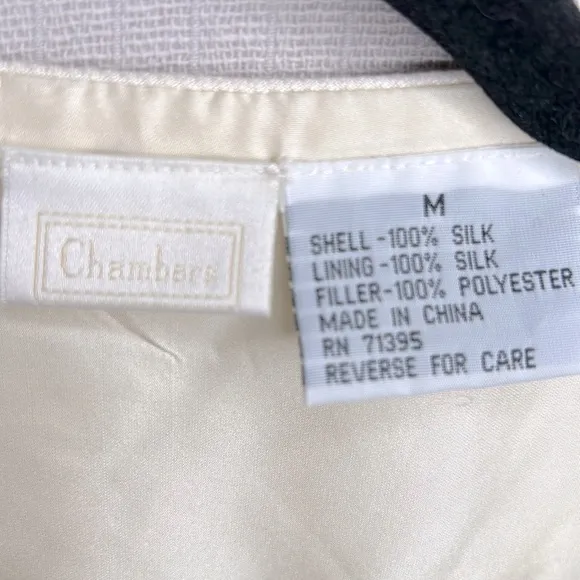 Chambers
M
SHELL-100% SILK
LINING-100% SILK
FILLER-100% POLYESTER
MADE IN CHINA
RN 71395
REVERSE FOR CARE